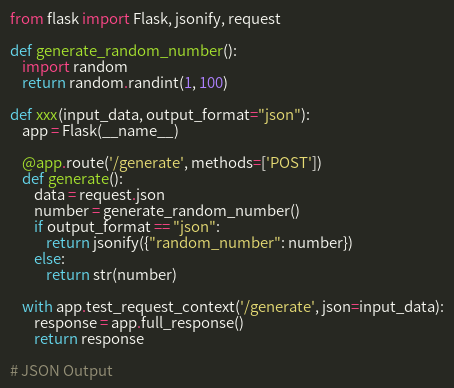 from flask import Flask, jsonify, request
def generate_random_number():
import random
return random.randint(1, 100)
def xxx(input_data, output_format="json"):
app = Flask(__name__)
@app.route('/generate', methods=['POST'])
def generate():
data = request.json
number = generate_random_number()
if output_format == "json":
return jsonify({"random_number": number})
else:
return str(number)
with app.test_request_context('/generate', json=input_data):
response = app.full_response()
return response
# JSON Output